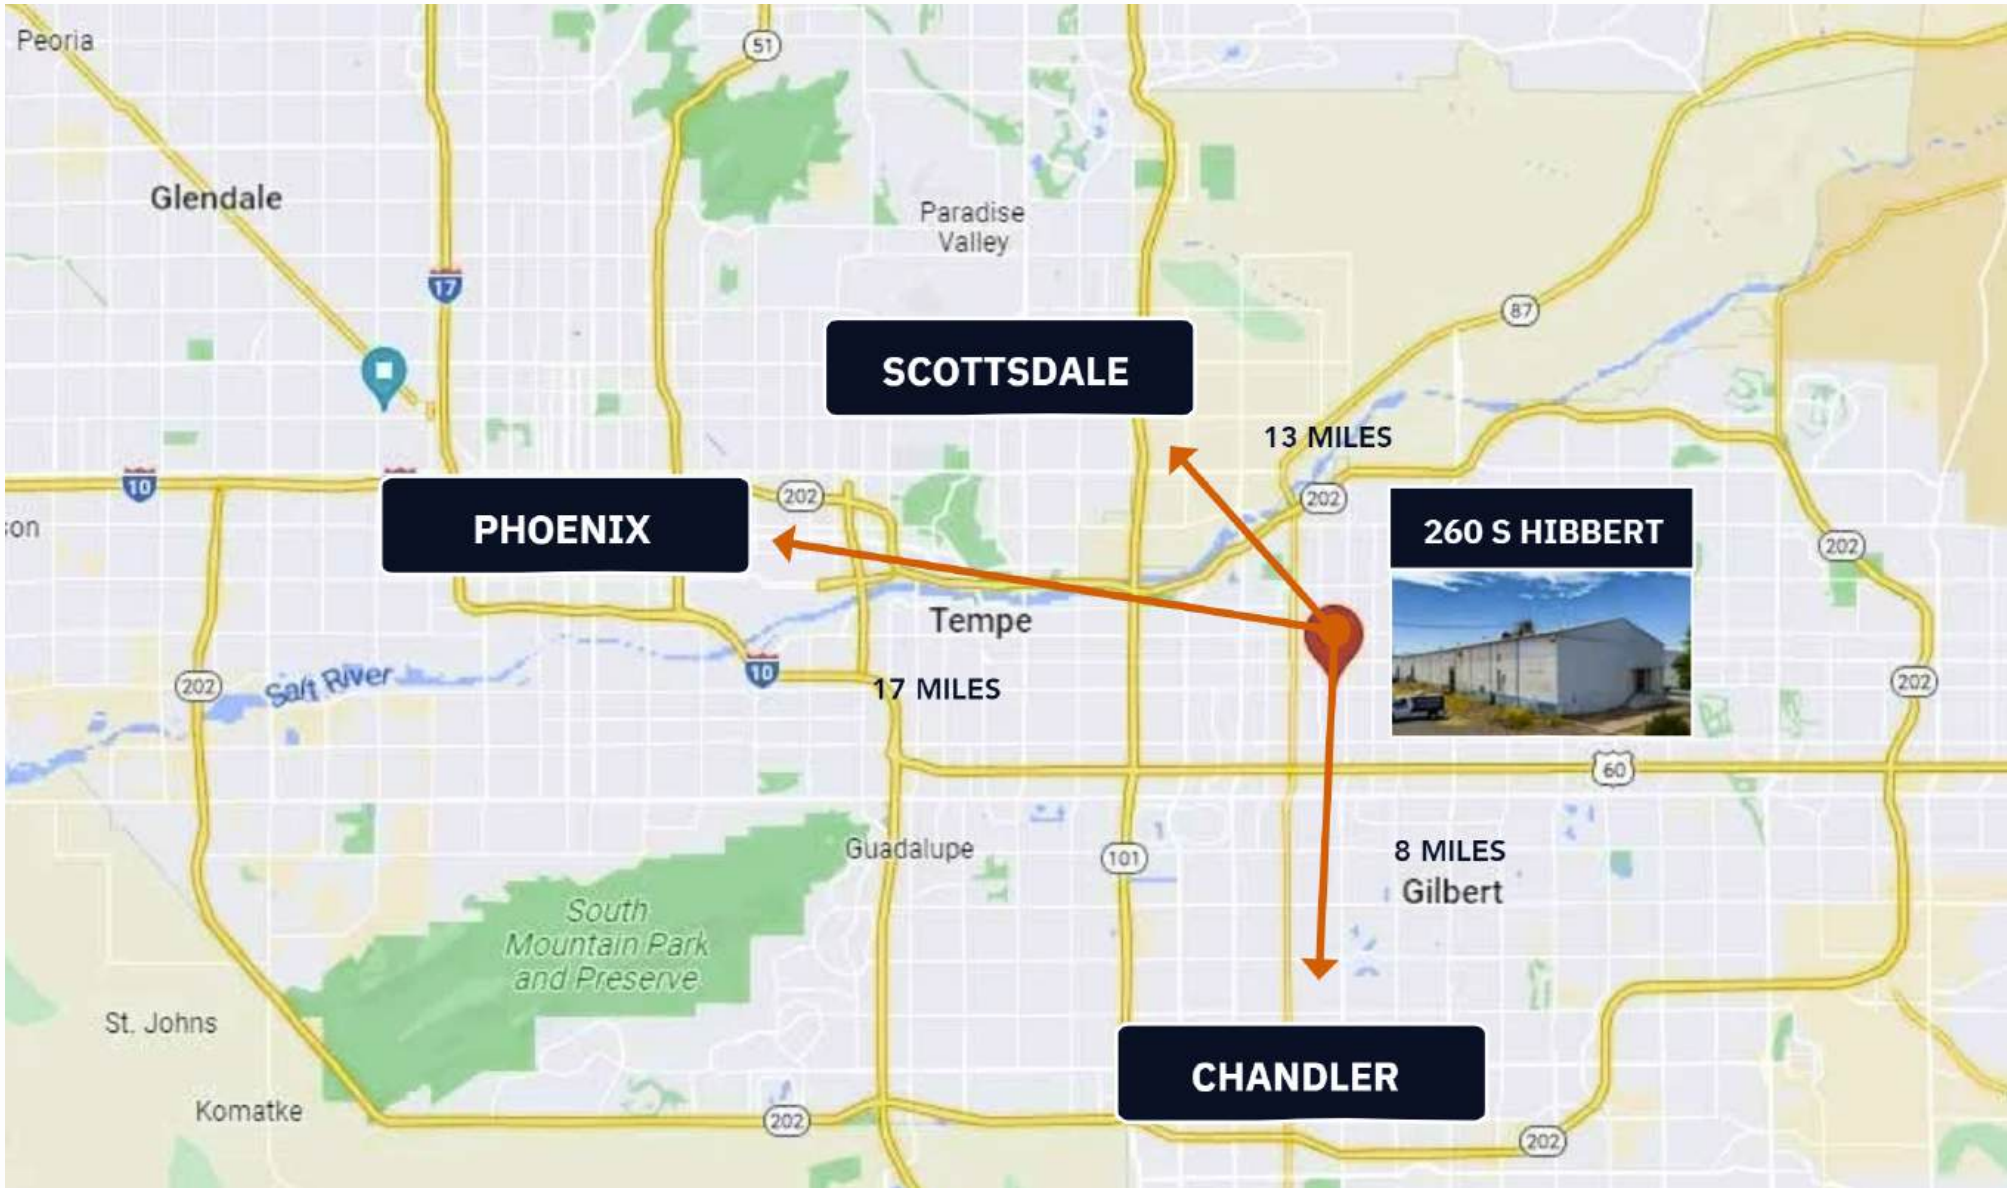 Peoria
51
Glendale
Paradise
Valley
17
87
SCOTTSDALE
13 MILES
10
202
202
PHOENIX
260 S HIBBERT
son
202
Tempe
Salt River
202
10
17 MILES
202
60
Guadalupe
101
8 MILES
Gilbert
South
Mountain Park
and Preserve
St. Johns
CHANDLER
Komatke
202
202